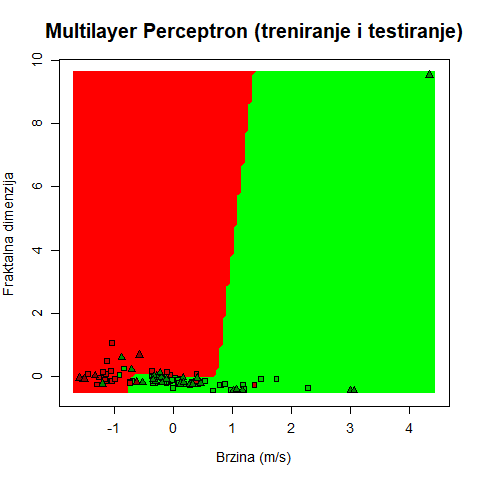 Multilayer Perceptron (treniranje i testiranje)
Fraktalna dimenzija
10
8
6
4
2
0
-1 0 1 2 3 4
Brzina (m/s)